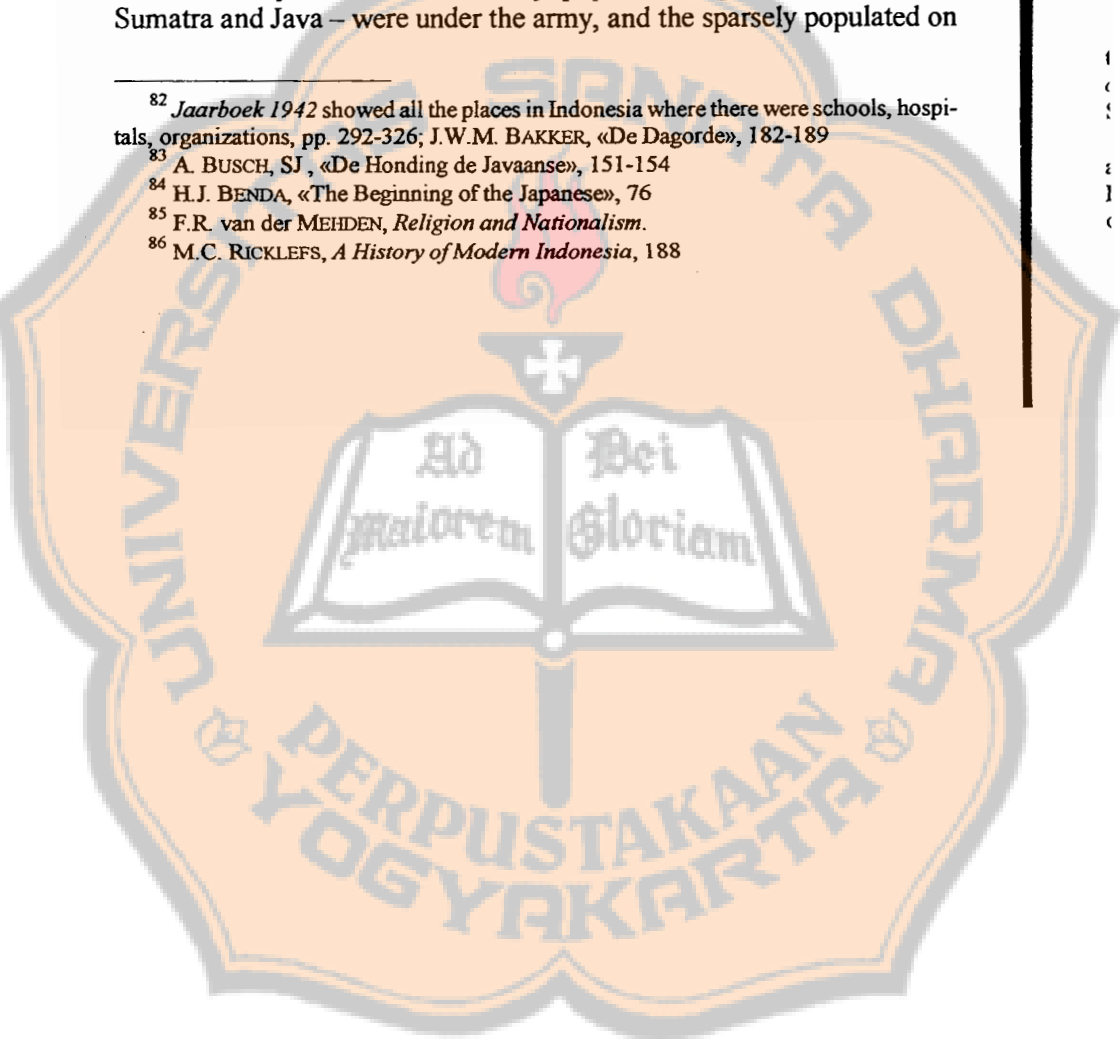 Sumatra and Java – were under the army, and the sparsely populated on
82 Jaarboek 1942 showed all the places in Indonesia where there were schools, hospi-
tals, organizations, pp. 292-326; J.W.M. BAKKER, «De Dagorde», 182-189
83 A. BUSCH, SJ , «De Honding de Javaanse», 151-154
84 H.J. BENDA, «The Beginning of the Japanese», 76
85 F.R. van der MEHDEN, Religion and Nationalism.
86 M.C. RICKLEFS, A History of Modern Indonesia, 188
UNIVERSITAS SANATA DHARMA
Ad maiorem
Dei Gloriam
PERPUSTAKAAN
YOGYAKARTA